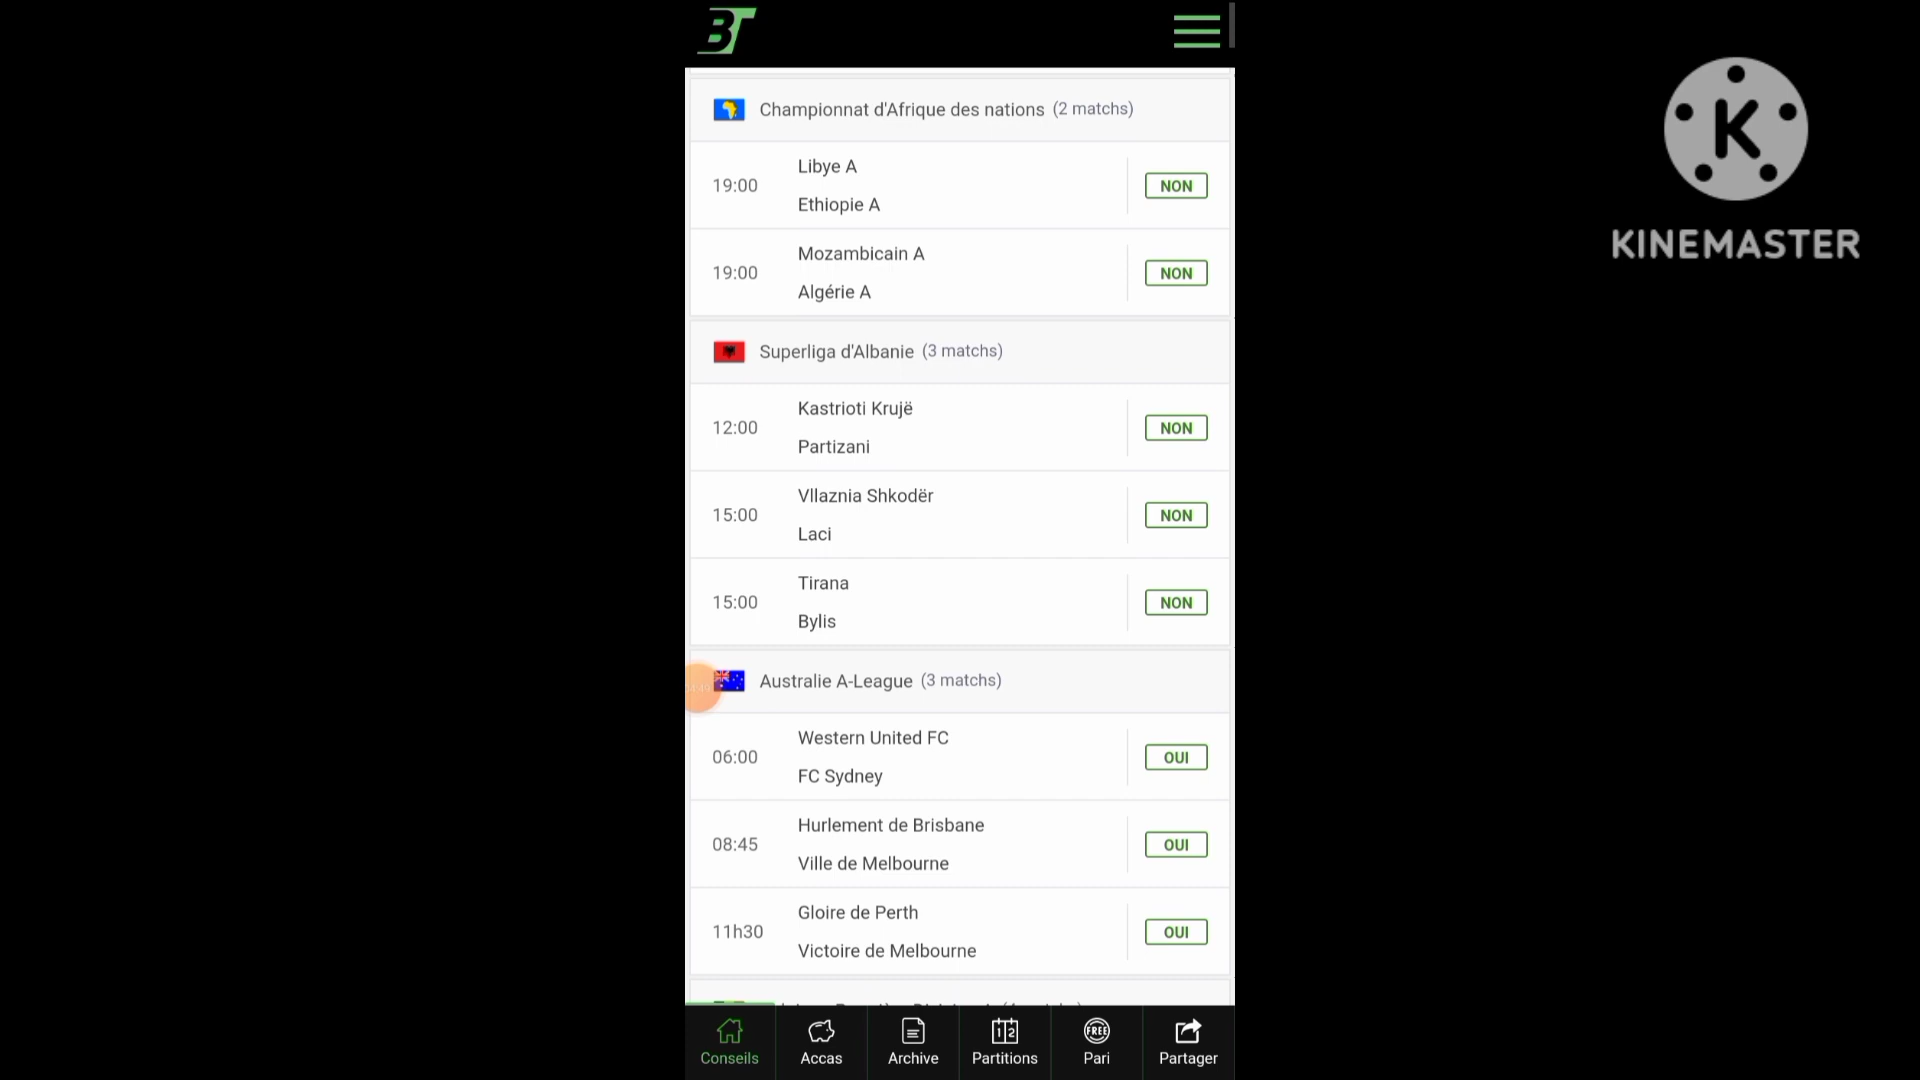 BT
Championnat d'Afrique des nations (2 matchs)
19:00
Libye A
Ethiopie A
NON
19:00
Mozambicain A
Algérie A
NON
Superliga d'Albanie (3 matchs)
12:00
Kastrioti Krujë
Partizani
NON
15:00
Vllaznia Shkodër
Laci
NON
15:00
Tirana
Bylis
NON
Australie A-League (3 matchs)
06:00
Western United FC
FC Sydney
OUI
08:45
Hurlement de Brisbane
Ville de Melbourne
OUI
11h30
Gloire de Perth
Victoire de Melbourne
OUI
Conseils
Accas
Archive
1 2
Partitions
FREE
Pari
Partager
K
KINEMASTER